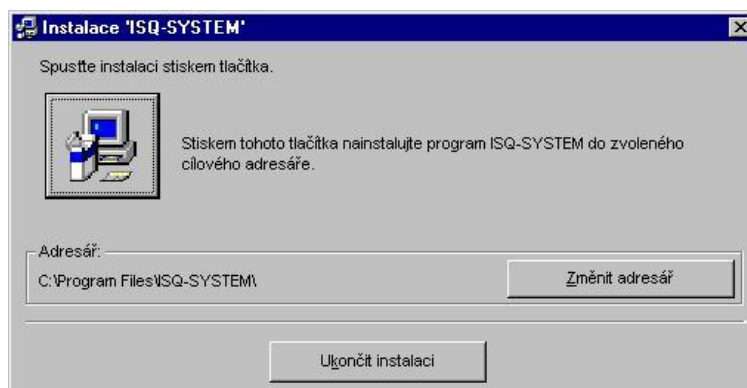 Instalace 'ISQ-SYSTEM'
Spusťte instalaci stiskem tlačítka.
Stiskem tohoto tlačítka nainstalujte program ISQ-SYSTEM do zvoleného
cílového adresáře.
Adresář:
C:\Program Files\ISQ-SYSTEM\
Změnit adresář
Ukončit instalaci